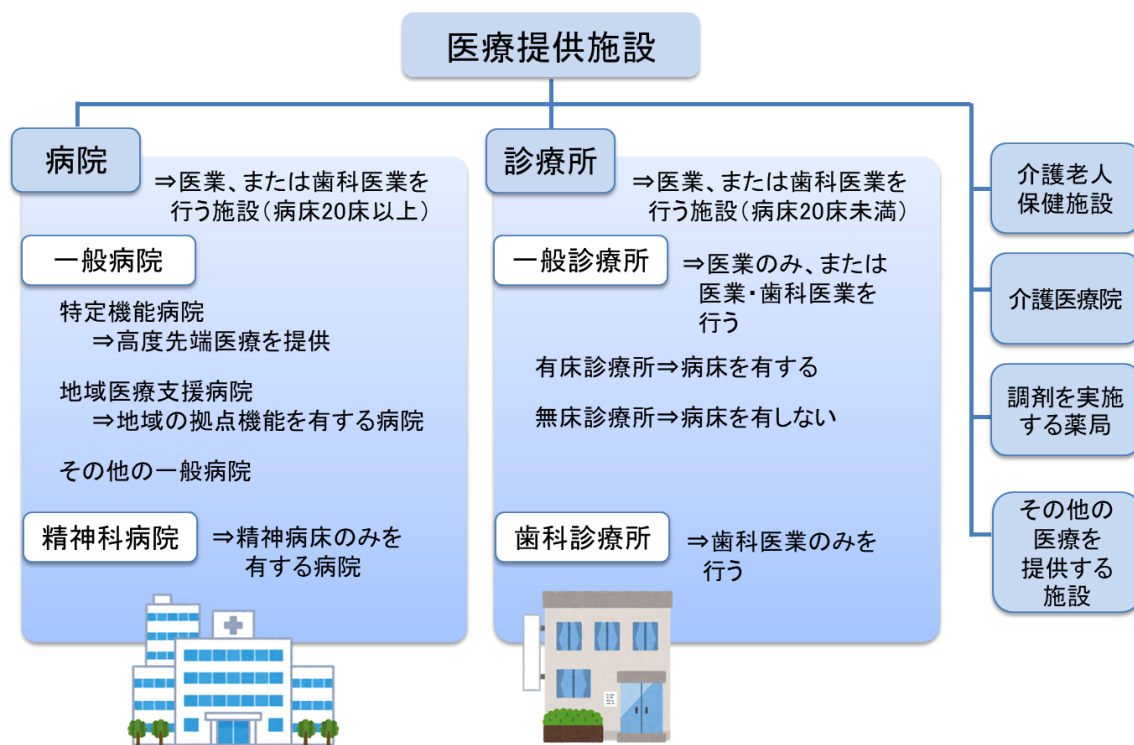 医療提供施設
病院
⇒医業、または歯科医業を
行う施設（病床20床以上）
一般病院
特定機能病院
⇒高度先端医療を提供
地域医療支援病院
⇒地域の拠点機能を有する病院
その他の一般病院
精神科病院
⇒精神病床のみを
有する病院
診療所
⇒医業、または歯科医業を
行う施設（病床20床未満）
一般診療所
⇒医業のみ、または
医業・歯科医業を
行う
有床診療所⇒病床を有する
無床診療所⇒病床を有しない
歯科診療所
⇒歯科医業のみを
行う
介護老人
保健施設
介護医療院
調剤を実施
する薬局
その他の
医療を
提供する
施設